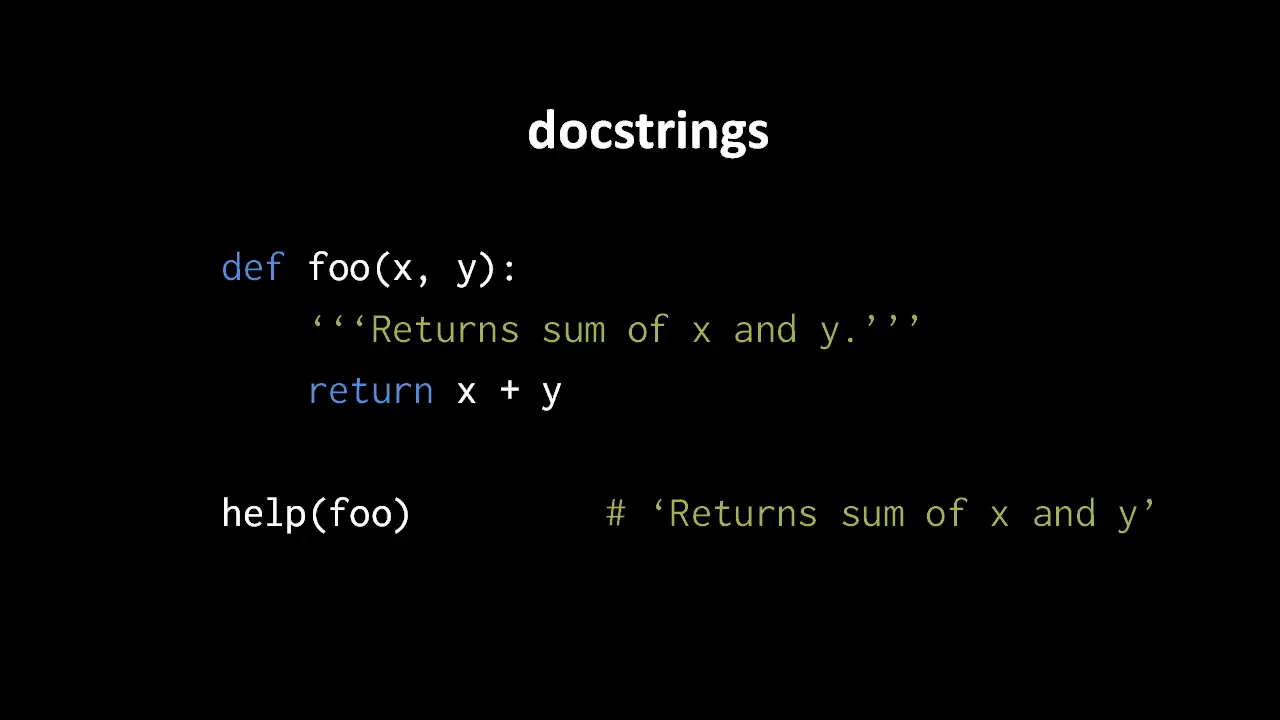 docstrings
def foo(x, y):
‘‘‘Returns sum of x and y.’’’
return x + y
help(foo) # ‘Returns sum of x and y’